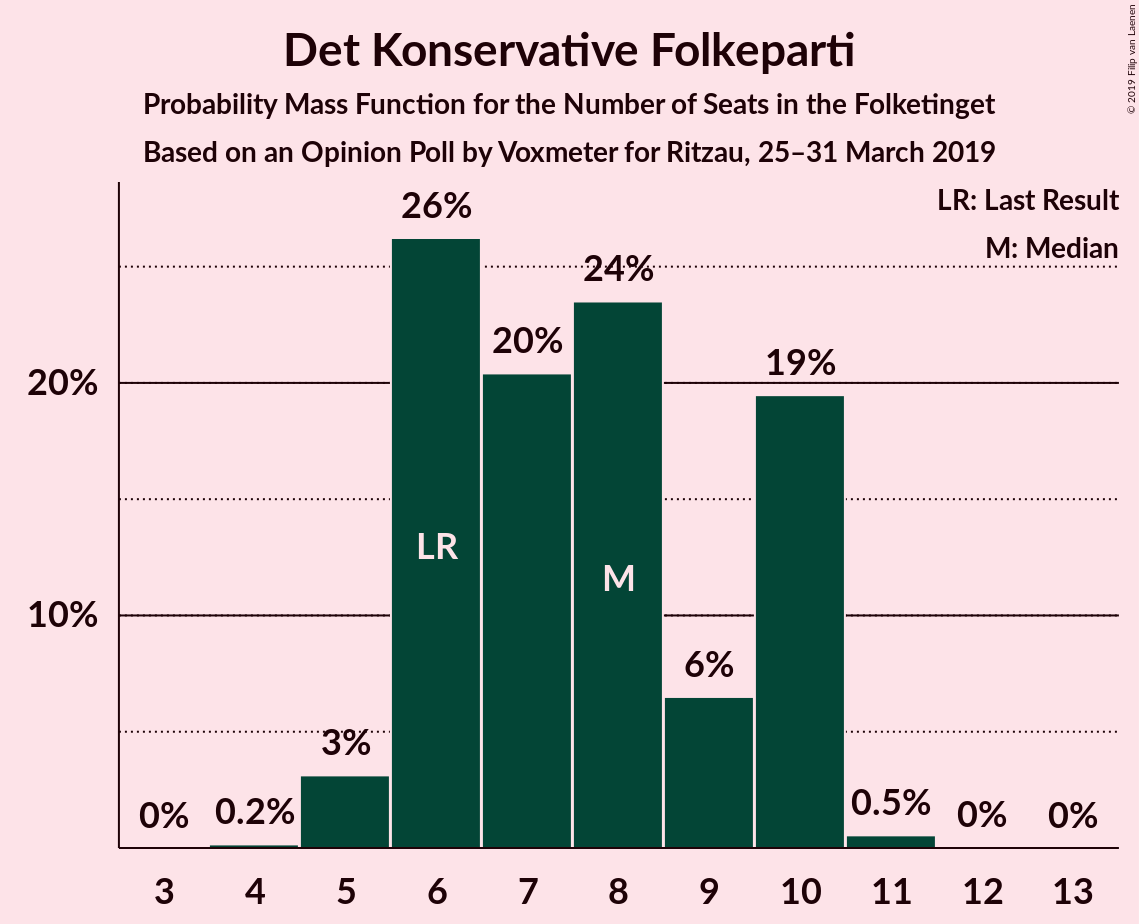 Det Konservative Folkeparti
Probability Mass Function for the Number of Seats in the Folketinget
Based on an Opinion Poll by Voxmeter for Ritzau, 25–31 March 2019
© 2019 Filip van Laenen
LR: Last Result
M: Median
26%
24%
20%
19%
20%
LR
M
10%
6%
3%
0%
0.2%
0.5%
0%
0%
3 4 5 6 7 8 9 10 11 12 13